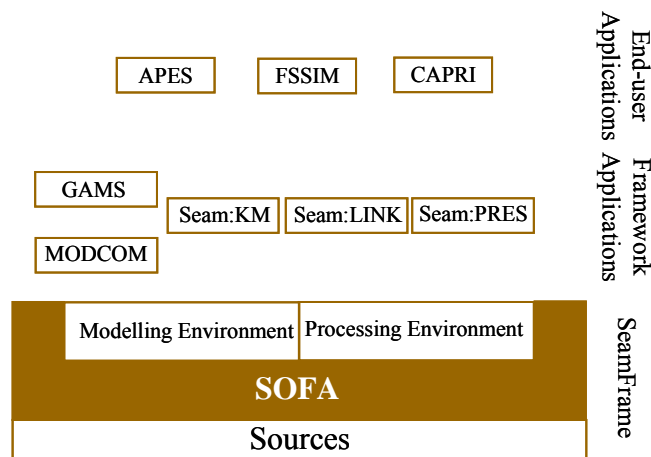 APES
FSSIM
CAPRI
End-user
Applications
GAMS
Seam:KM
Seam:LINK
Seam:PRES
MODCOM
Framework
Applications
Modelling Environment
Processing Environment
SOFA
Sources
SeamFrame